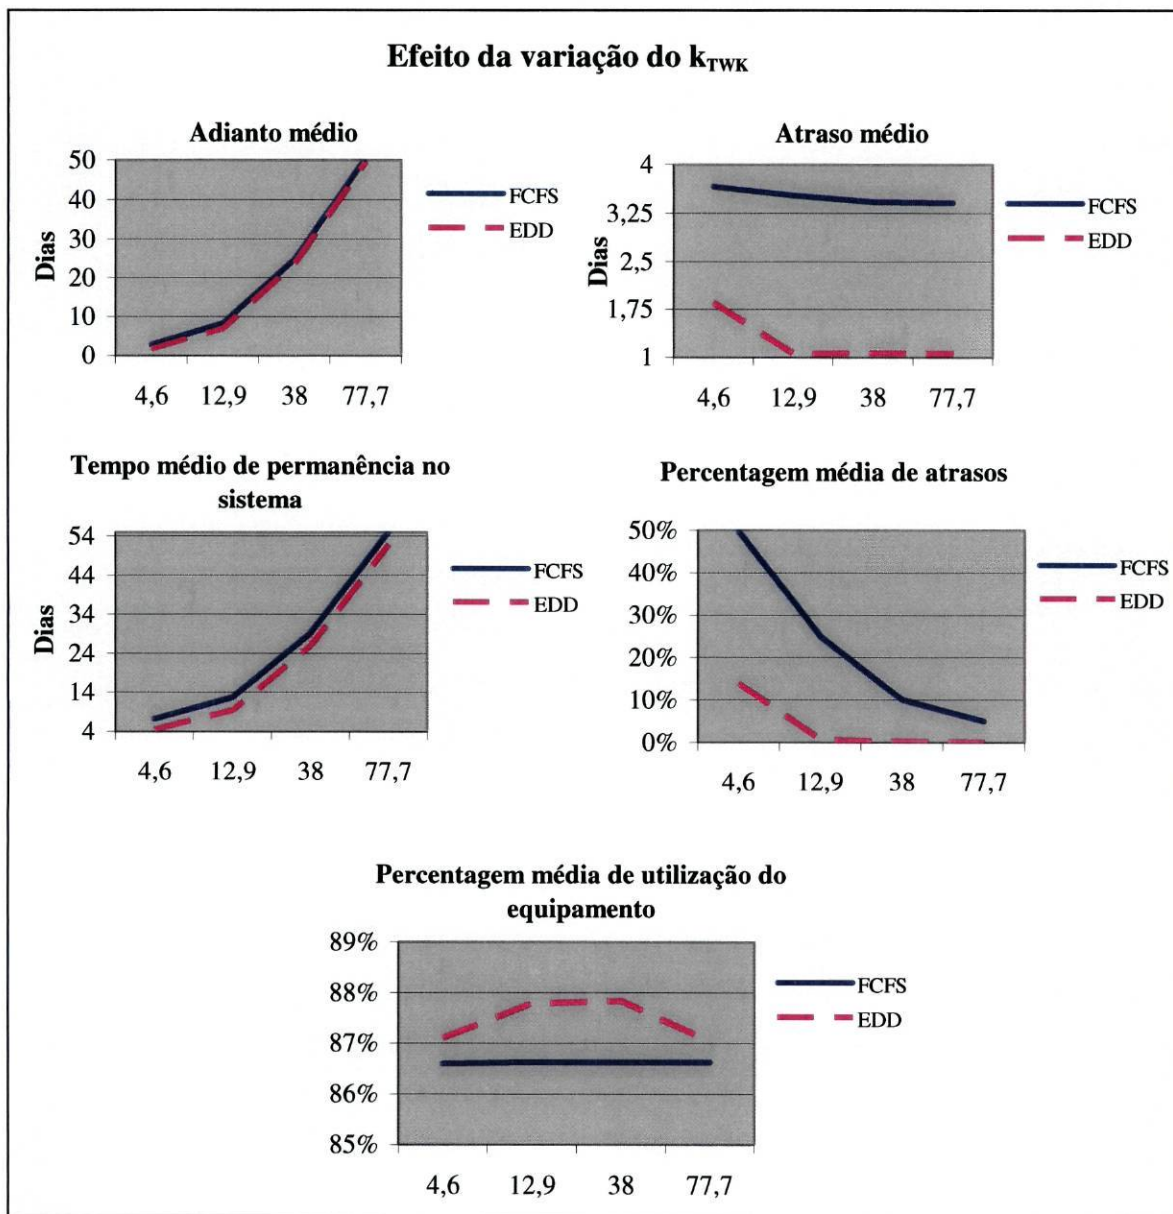 Efeito da variação do kTWK
Adianto médio
50
40
30
20
10
0
Dias
4,6 12,9 38 77,7
FCFS
EDD
Atraso médio
4
3,25
2,5
1,75
1
Dias
4,6 12,9 38 77,7
FCFS
EDD
Tempo médio de permanência no
sistema
54
44
34
24
14
4
Dias
4,6 12,9 38 77,7
FCFS
EDD
Percentagem média de atrasos
50%
40%
30%
20%
10%
0%
4,6 12,9 38 77,7
FCFS
EDD
Percentagem média de utilização do
equipamento
89%
88%
87%
86%
85%
4,6 12,9 38 77,7
FCFS
EDD